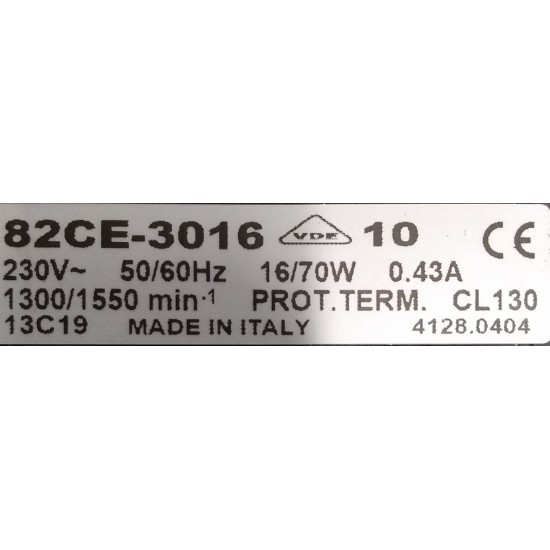 82CE-3016 VDE 10 CE
230V~ 50/60Hz 16/70W 0.43A
1300/1550 min-1 PROT.TERM. CL130
13C19 MADE IN ITALY 4128.0404